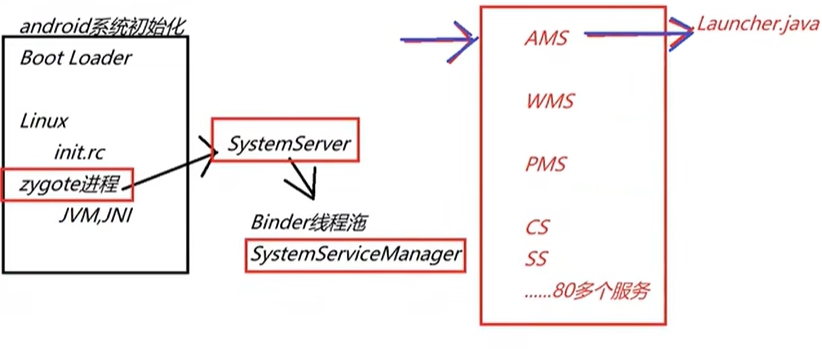 android系统初始化
Boot Loader
Linux
init.rc
zygote进程
JVM,JNI
SystemServer
Binder线程池
SystemServiceManager
AMS
WMS
PMS
CS
SS
......80多个服务
Launcher.java